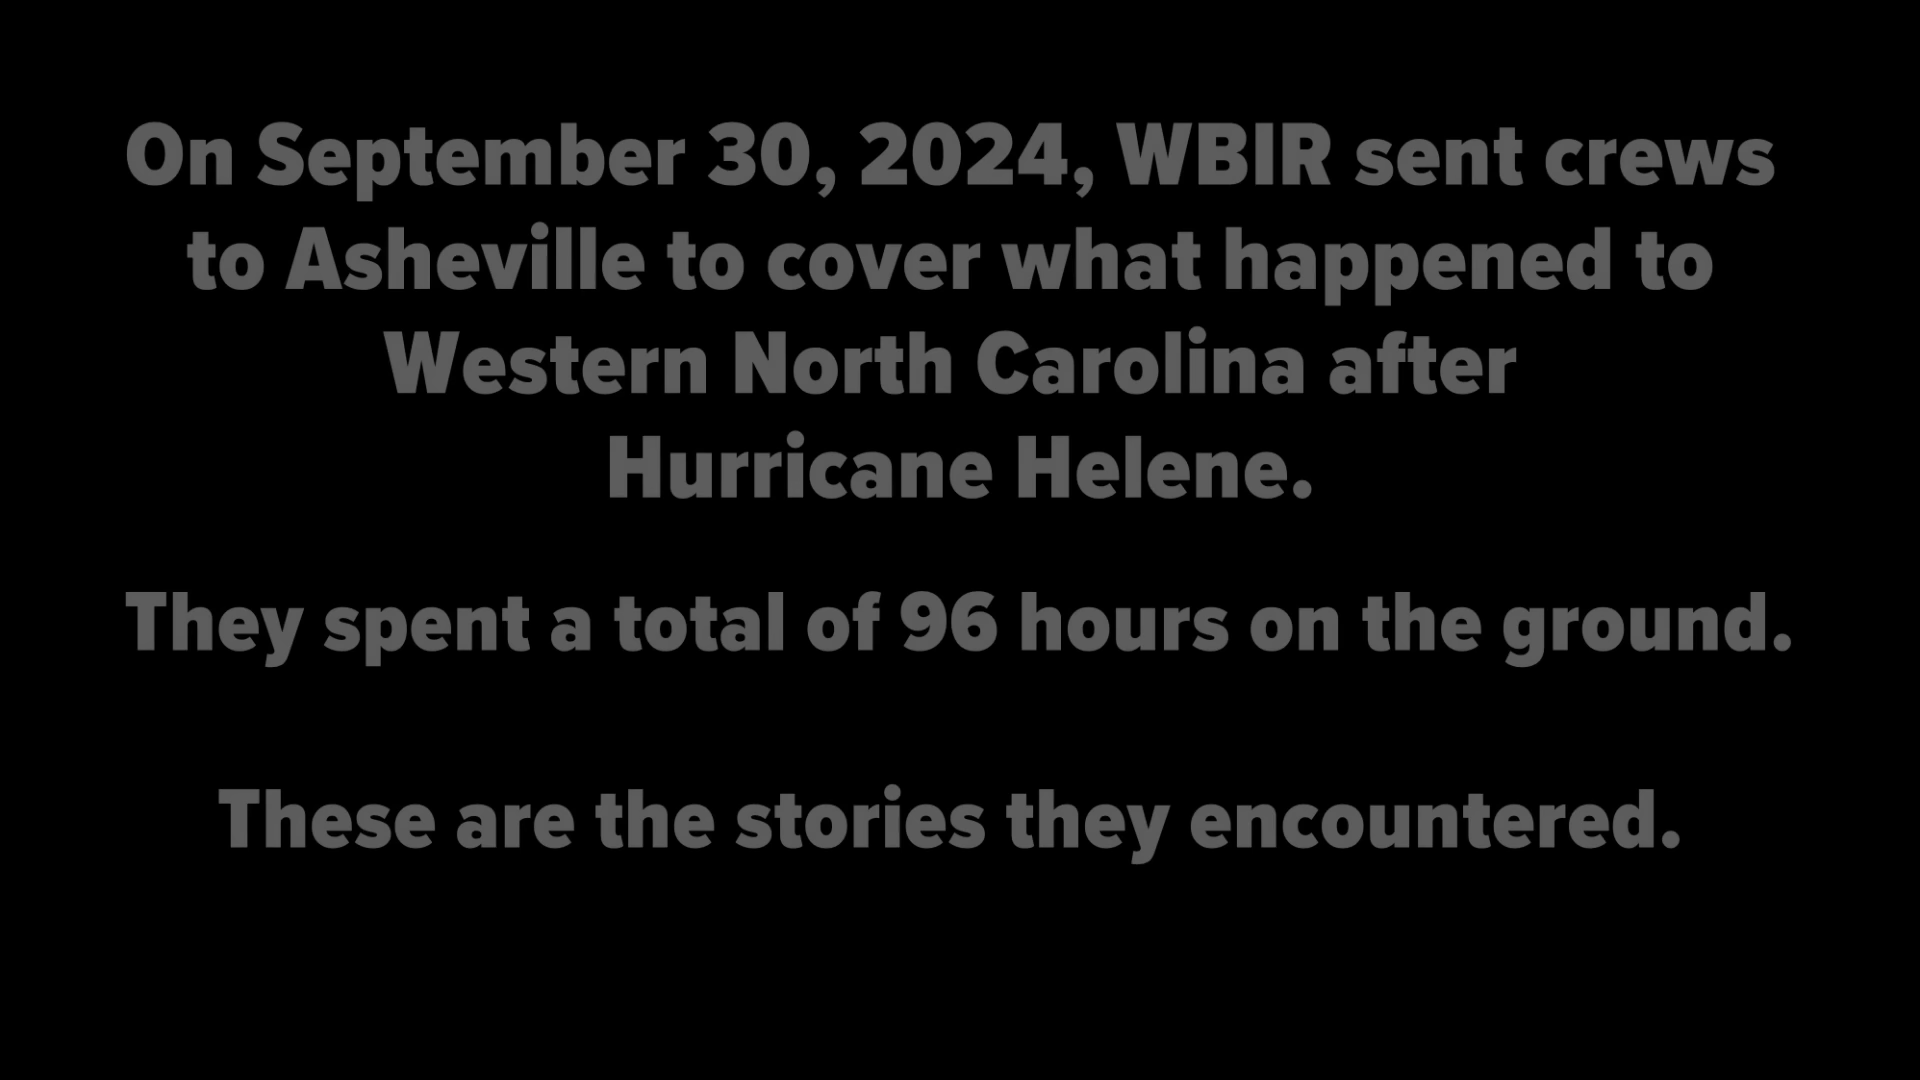 On September 30, 2024, WBIR sent crews
to Asheville to cover what happened to
Western North Carolina after
Hurricane Helene.
They spent a total of 96 hours on the ground.
These are the stories they encountered.